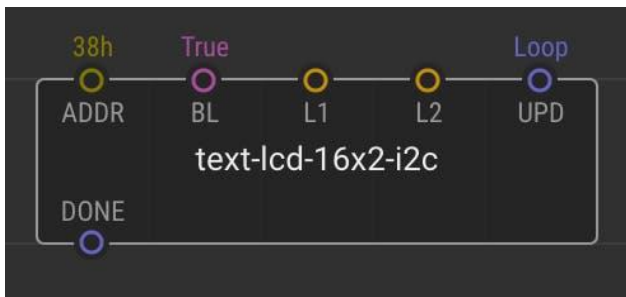 38h True Loop
ADDR BL L1 L2 UPD
text-lcd-16x2-i2c
DONE